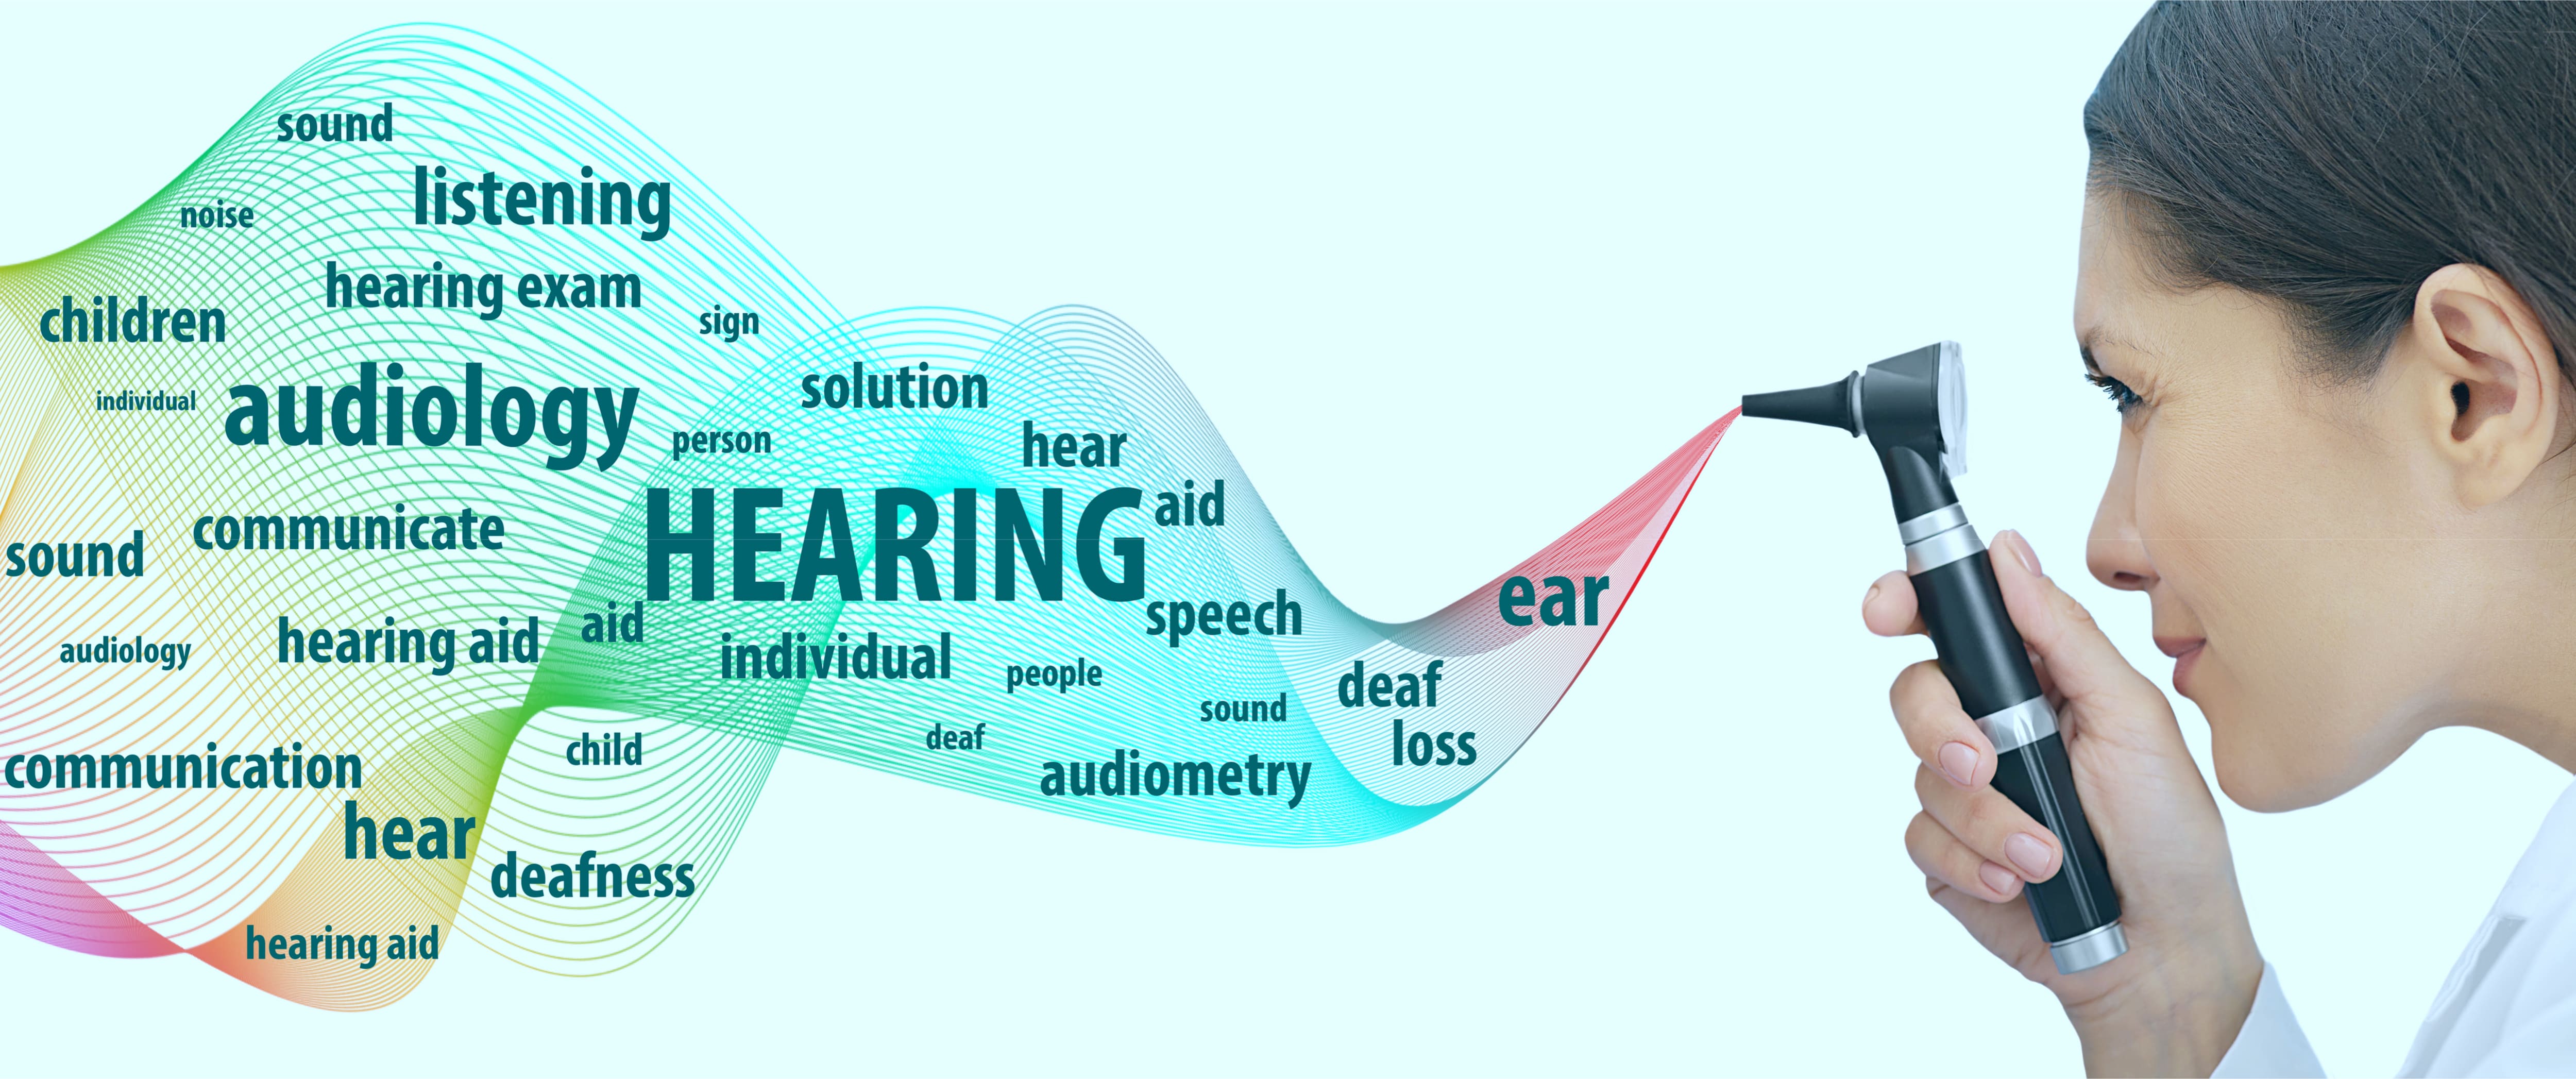 sound
listening
noise
hearing exam
children
sign
solution
individual
audiology
person
hear
aid
HEARING
communicate
sound
speech
ear
hearing aid
aid
audiology
individual
people
deaf
sound
loss
deaf
child
communication
audiometry
hear
deafness
hearing aid